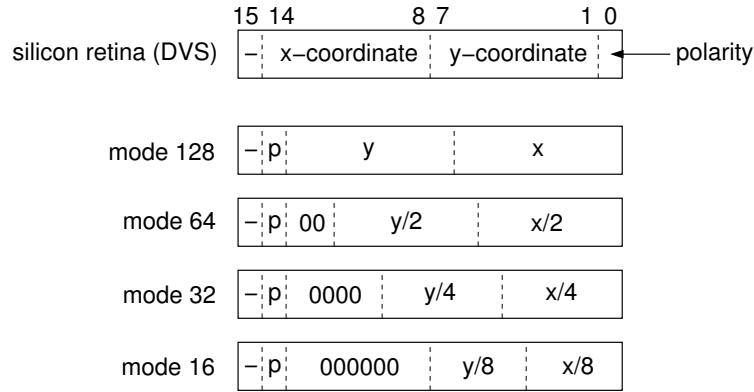 15 14 8 7 1 0
silicon retina (DVS) – x–coordinate y–coordinate polarity
mode 128 – p y x
mode 64 – p 00 y/2 x/2
mode 32 – p 0000 y/4 x/4
mode 16 – p 000000 y/8 x/8